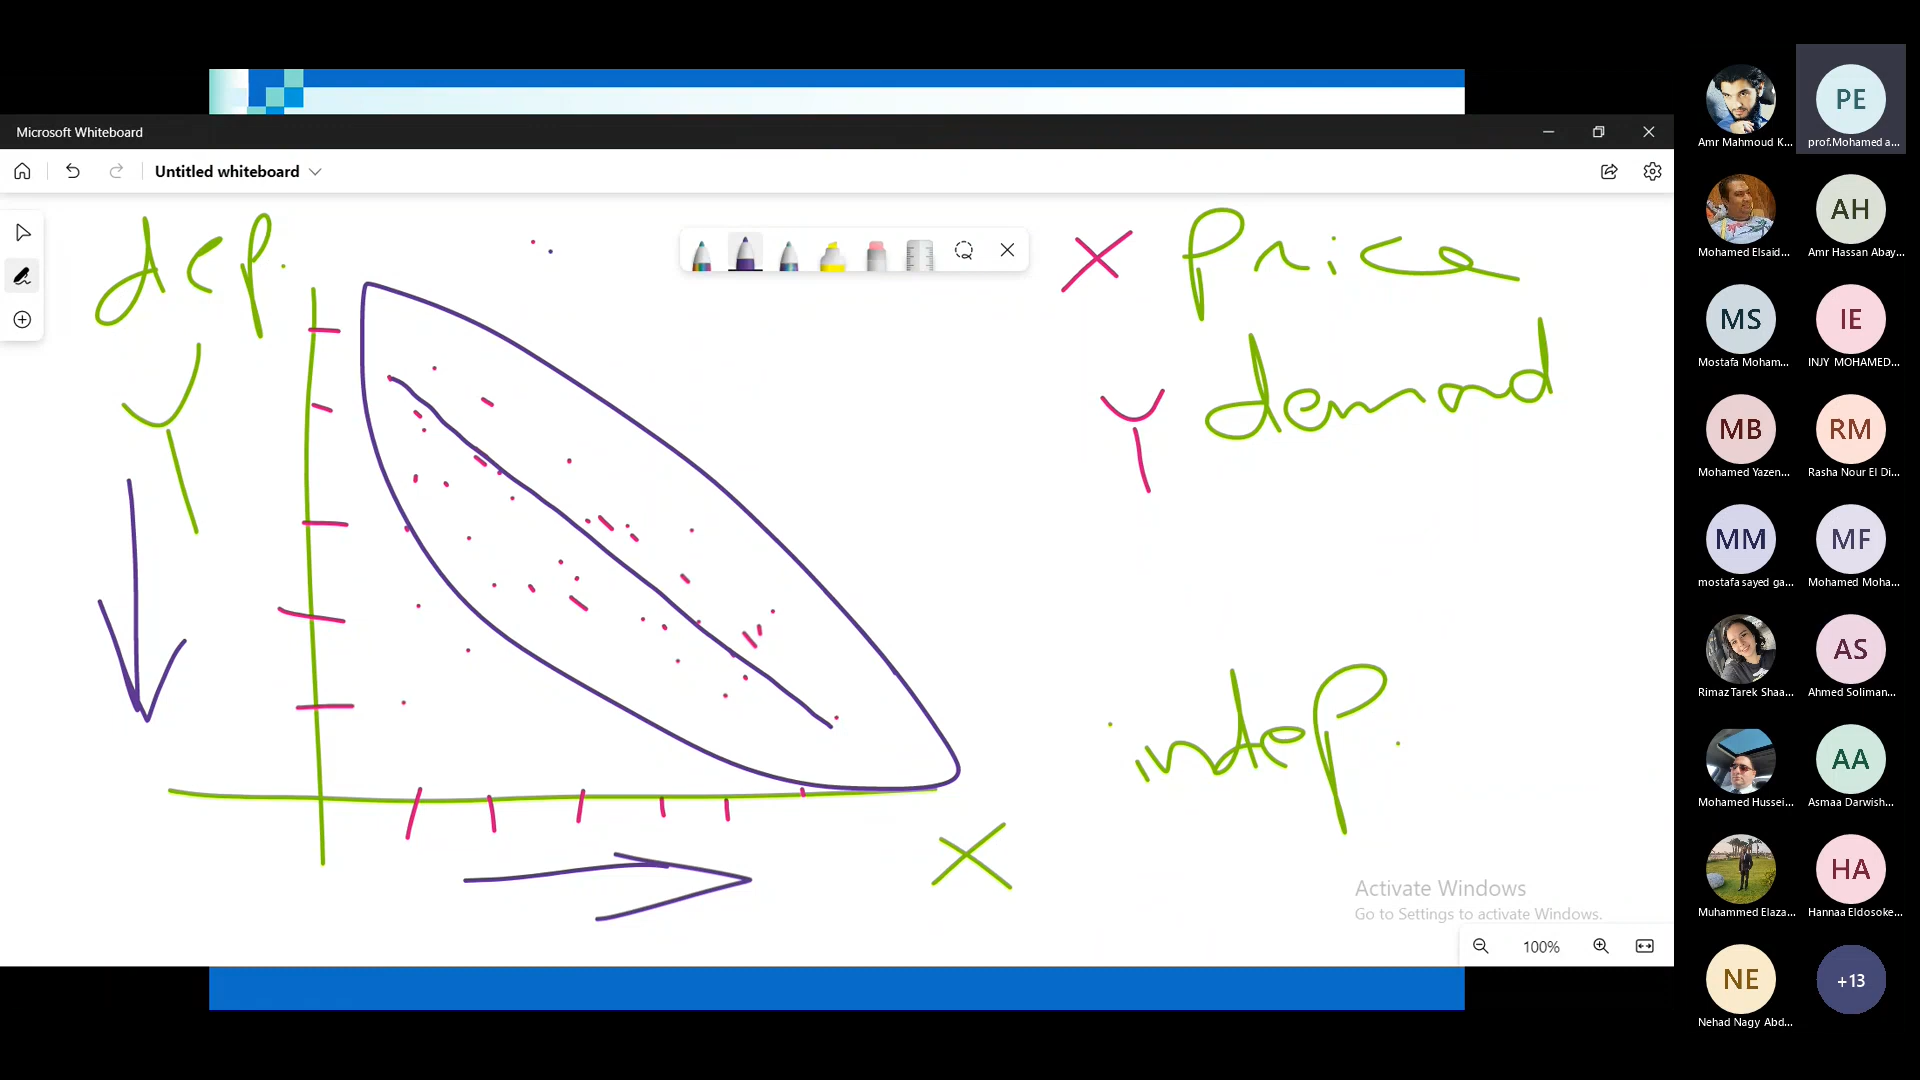 Microsoft Whiteboard
Untitled whiteboard
dep.
Y
X Price
Y demand
indep.
X
Activate Windows
Go to Settings to activate Windows.
100%
Amr Mahmoud K...
PE
prof.Mohamed a...
Mohamed Elsaid...
AH
Amr Hassan Abay...
MS
Mostafa Moham...
IE
INJY MOHAMED...
MB
Mohamed Yazen...
RM
Rasha Nour El Di...
MM
mostafa sayed ga...
MF
Mohamed Moha...
Rimaz Tarek Shaa...
AS
Ahmed Soliman...
Mohamed Hussei...
AA
Asmaa Darwish...
Muhammed Elaza...
HA
Hannaa Eldosoke...
NE
Nehad Nagy Abd...
+13